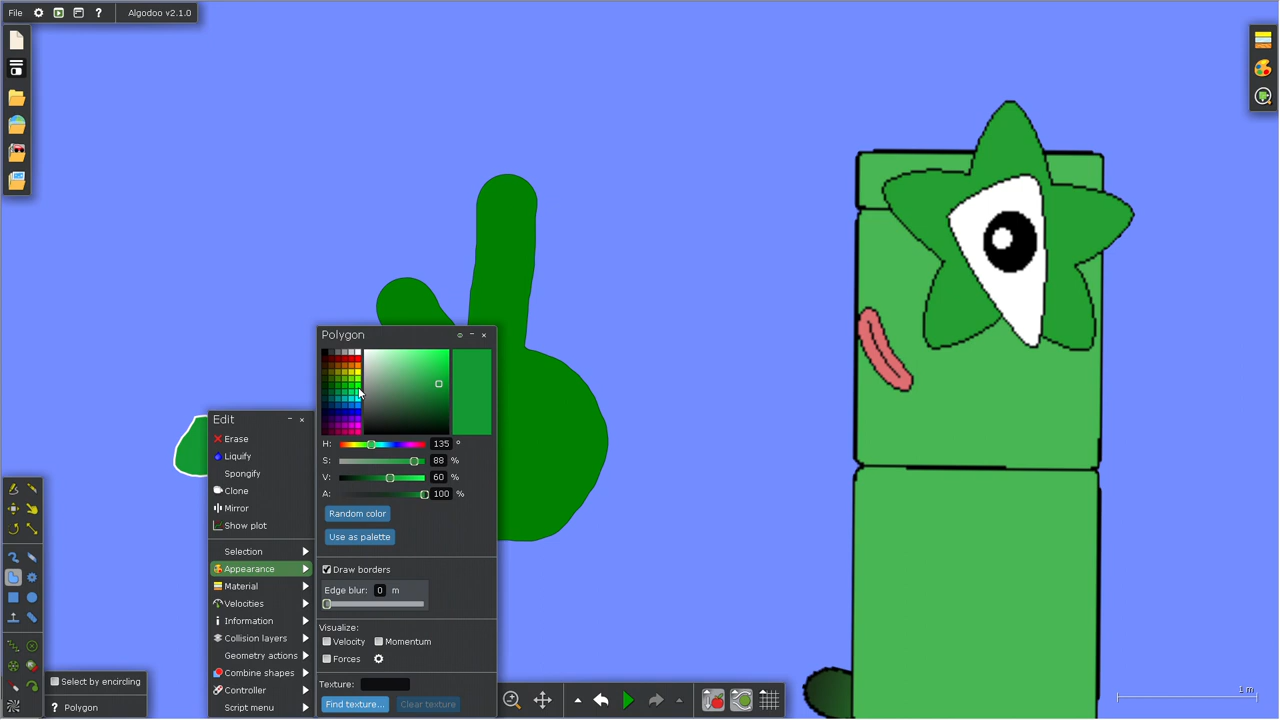 File
?
Algodoo v2.1.0
Polygon
Edit
Erase
Liquify
Spongify
Clone
Mirror
Show plot
Selection
Appearance
Material
Velocities
Information
Collision layers
Geometry actions
Combine shapes
Controller
Script menu
H: 135 °
S: 88 %
V: 60 %
A: 100 %
Random color
Use as palette
Draw borders
Edge blur: 0 m
Visualize:
Velocity
Momentum
Forces
Texture:
Find texture...
Clear texture
Select by encircling
? Polygon
1 m